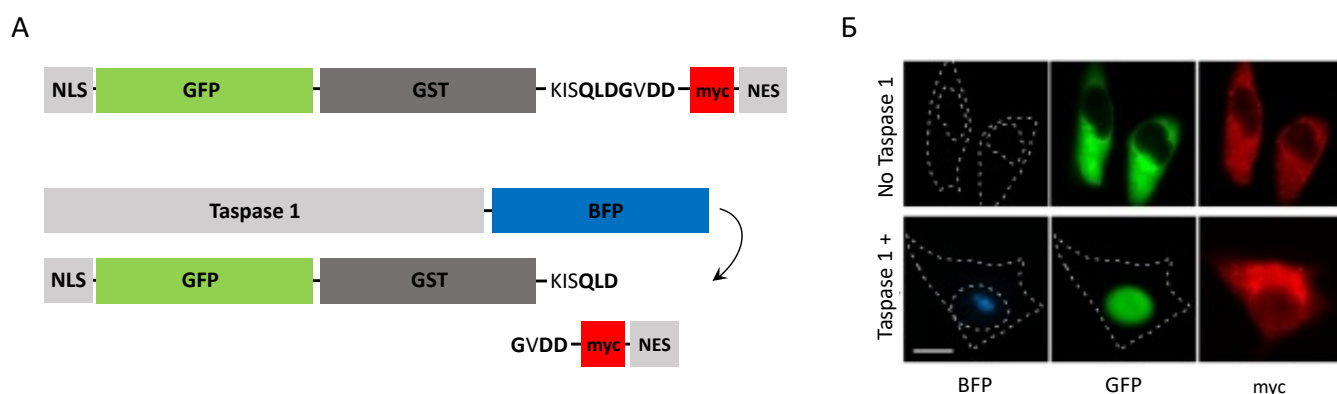 А
NLS GFP GST KISQLDGVDD myc NES
Taspase 1 BFP
NLS GFP GST KISQLD
GVDD myc NES
Б
No Taspase 1
Taspase 1 +
BFP GFP myc